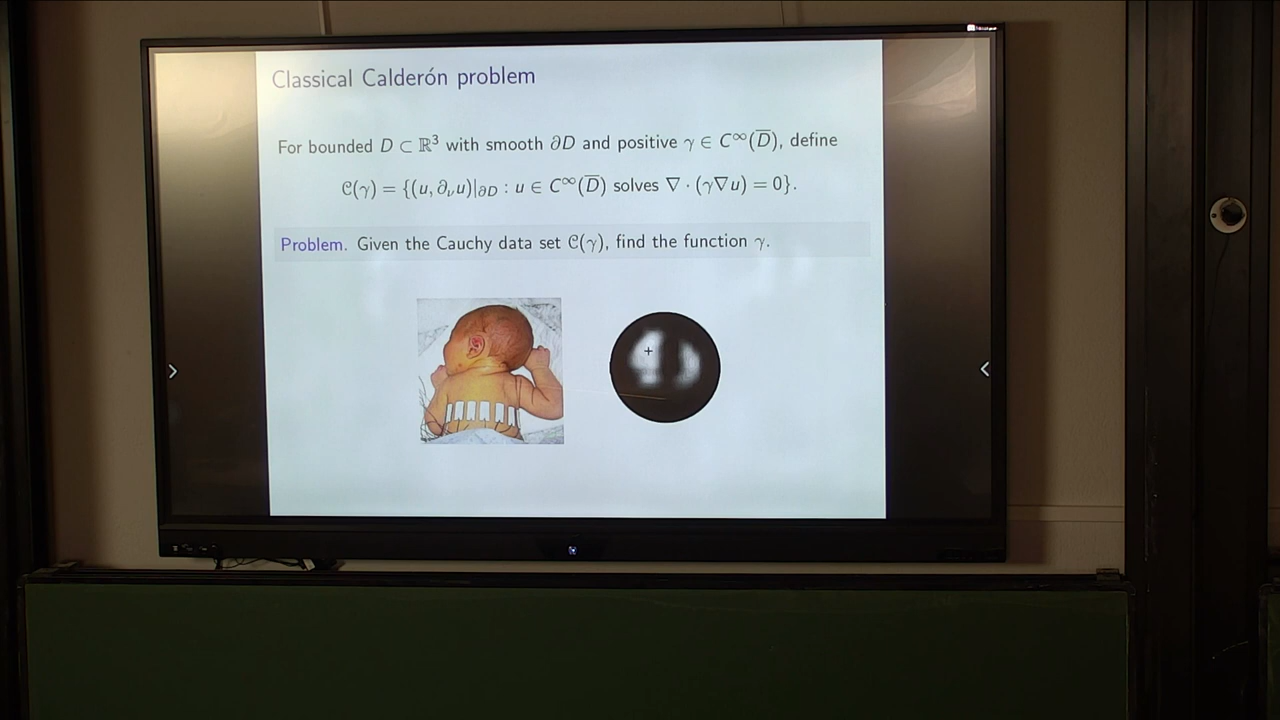 Classical Calderón problem
For bounded D ⊂ ℝ³ with smooth ∂D and positive γ ∈ C^∞(D̅), define
𝒞(γ) = {(u, ∂_ν u)|_∂D : u ∈ C^∞(D̅) solves ∇ · (γ∇u) = 0}.
Problem. Given the Cauchy data set 𝒞(γ), find the function γ.